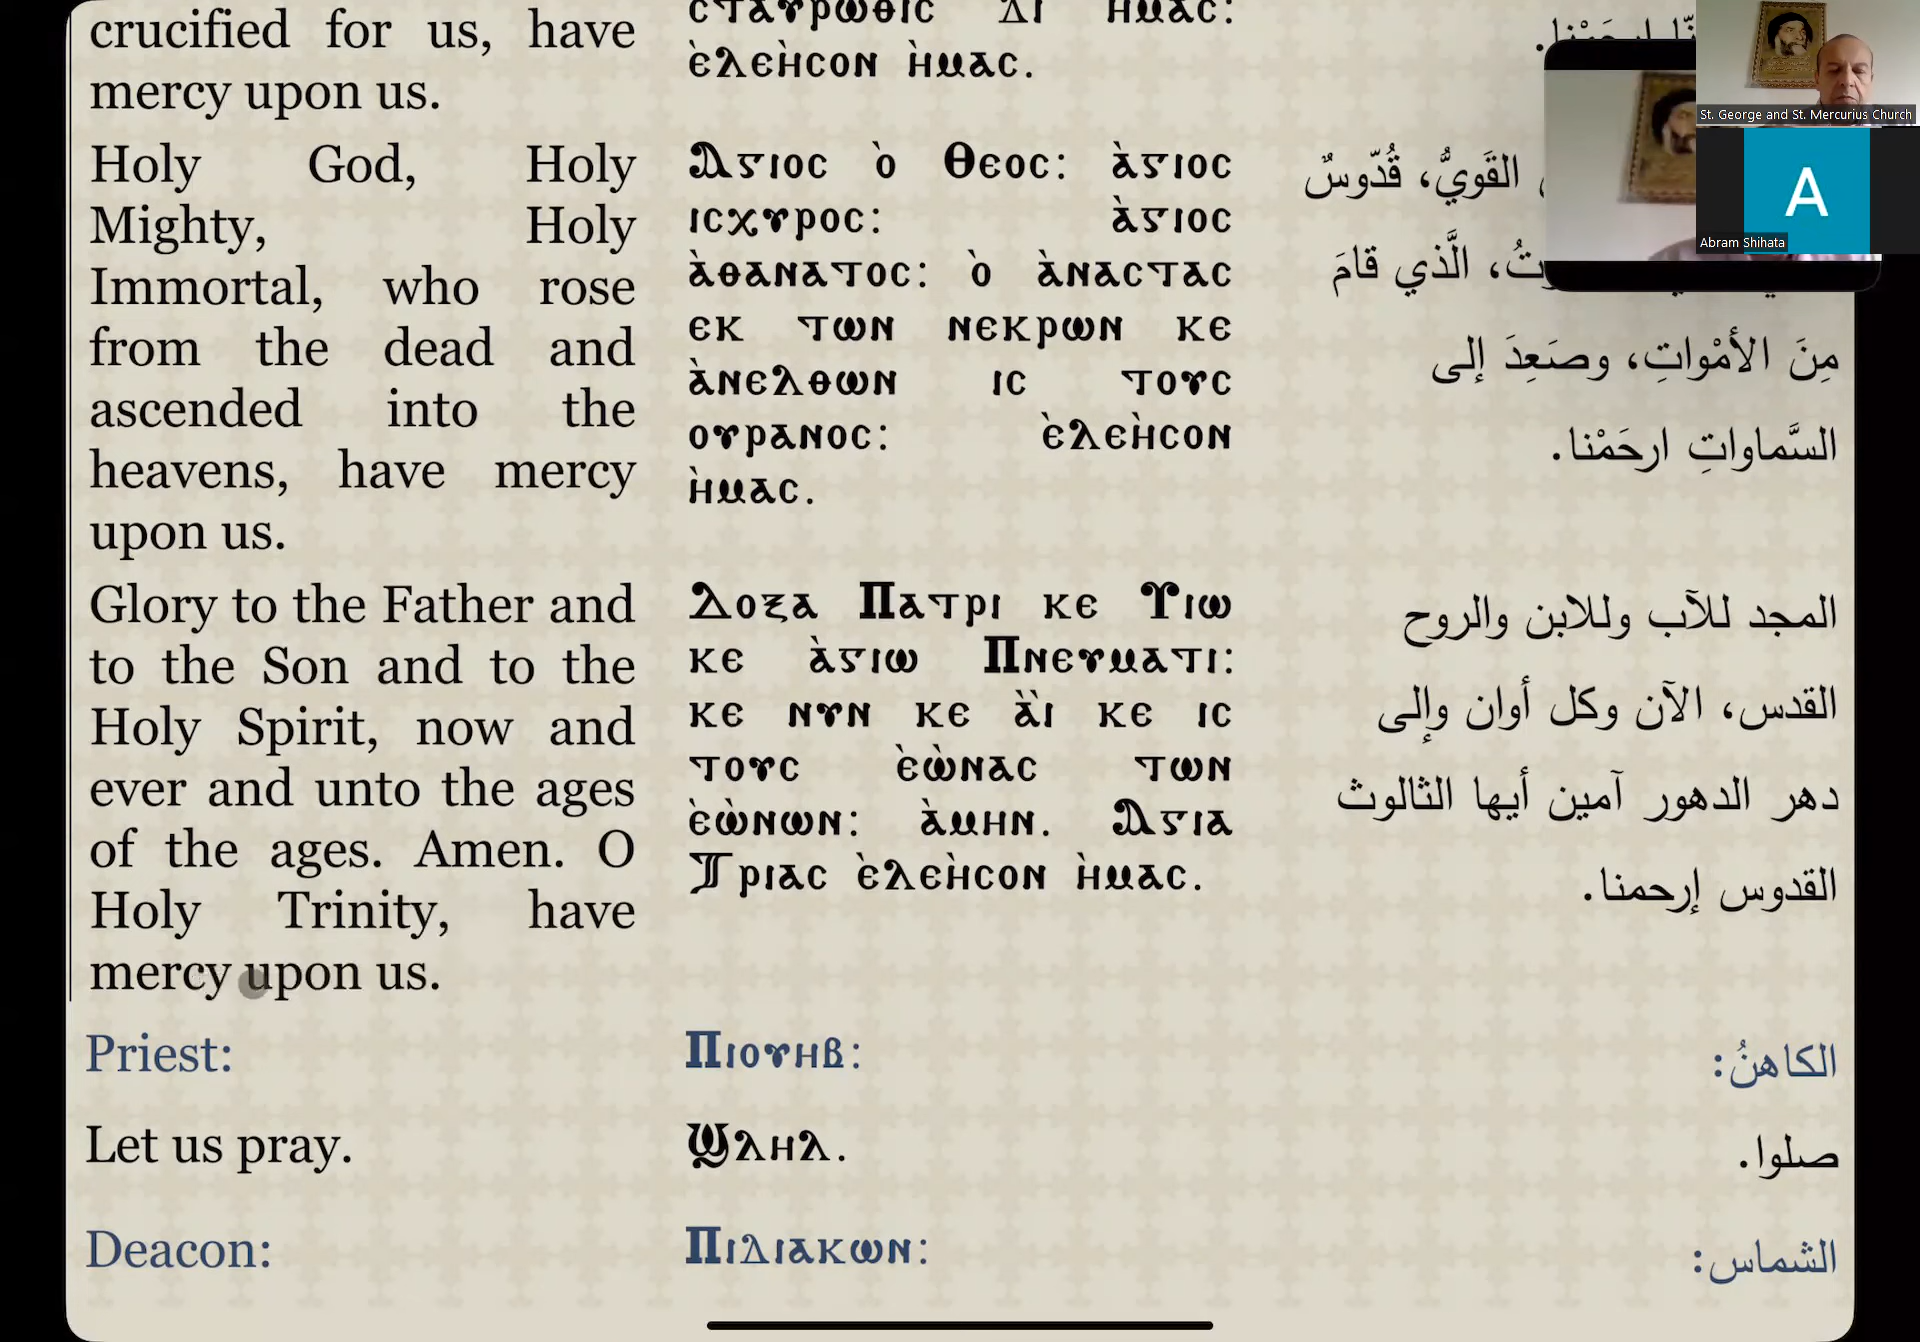 crucified for us, have
mercy upon us.
Holy God, Holy
Mighty, Holy
Immortal, who rose
from the dead and
ascended into the
heavens, have mercy
upon us.
Glory to the Father and
to the Son and to the
Holy Spirit, now and
ever and unto the ages
of the ages. Amen. O
Holy Trinity, have
mercy upon us.
Priest:
Let us pray.
Deacon:
ⲥⲧⲁⲩⲣⲱⲑⲓⲥ ⲇⲓ ⲏⲙⲁⲥ:
ⲉ̀ⲗⲉⲏ̀ⲥⲟⲛ ⲏ̀ⲙⲁⲥ.
Ⲁⲅⲓⲟⲥ ⲟ̀ Ⲑⲉⲟⲥ: ⲁ̀ⲅⲓⲟⲥ
ⲓⲥⲭⲩⲣⲟⲥ: ⲁ̀ⲅⲓⲟⲥ
ⲁ̀ⲑⲁⲛⲁⲧⲟⲥ: ⲟ̀ ⲁ̀ⲛⲁⲥⲧⲁⲥ
ⲉⲕ ⲧⲱⲛ ⲛⲉⲕⲣⲱⲛ ⲕⲉ
ⲁ̀ⲛⲉⲗⲑⲱⲛ ⲓⲥ ⲧⲟⲩⲥ
ⲟⲩⲣⲁⲛⲟⲥ: ⲉ̀ⲗⲉⲏ̀ⲥⲟⲛ
ⲏ̀ⲙⲁⲥ.
Ⲇⲟⲝⲁ Ⲡⲁⲧⲣⲓ ⲕⲉ Ⲩⲓⲱ
ⲕⲉ ⲁ̀ⲅⲓⲱ Ⲡⲛⲉⲩⲙⲁⲧⲓ:
ⲕⲉ ⲛⲩⲛ ⲕⲉ ⲁ̀ⲓ̀ ⲕⲉ ⲓⲥ
ⲧⲟⲩⲥ ⲉ̀ⲱ̀ⲛⲁⲥ ⲧⲱⲛ
ⲉ̀ⲱ̀ⲛⲱⲛ: ⲁ̀ⲙⲏⲛ. Ⲁⲅⲓⲁ
Ⲧⲣⲓⲁⲥ ⲉ̀ⲗⲉⲏ̀ⲥⲟⲛ ⲏ̀ⲙⲁⲥ.
Ⲡⲓⲟⲩⲏⲃ:
Ϣⲗⲏⲗ.
Ⲡⲓⲇⲓⲁⲕⲱⲛ:
القَويُّ، قُدّوسٌ
الَّذي قامَ
مِنَ الأمْواتِ، وصَعِدَ إلى
السَّماواتِ ارحَمْنا.
المجد للآب وللابن والروح
القدس، الآن وكل أوان وإلى
دهر الدهور آمين أيها الثالوث
القدوس إرحمنا.
الكاهنُ:
صلوا.
الشماس:
St. George and St. Mercurius Church
A
Abram Shihata